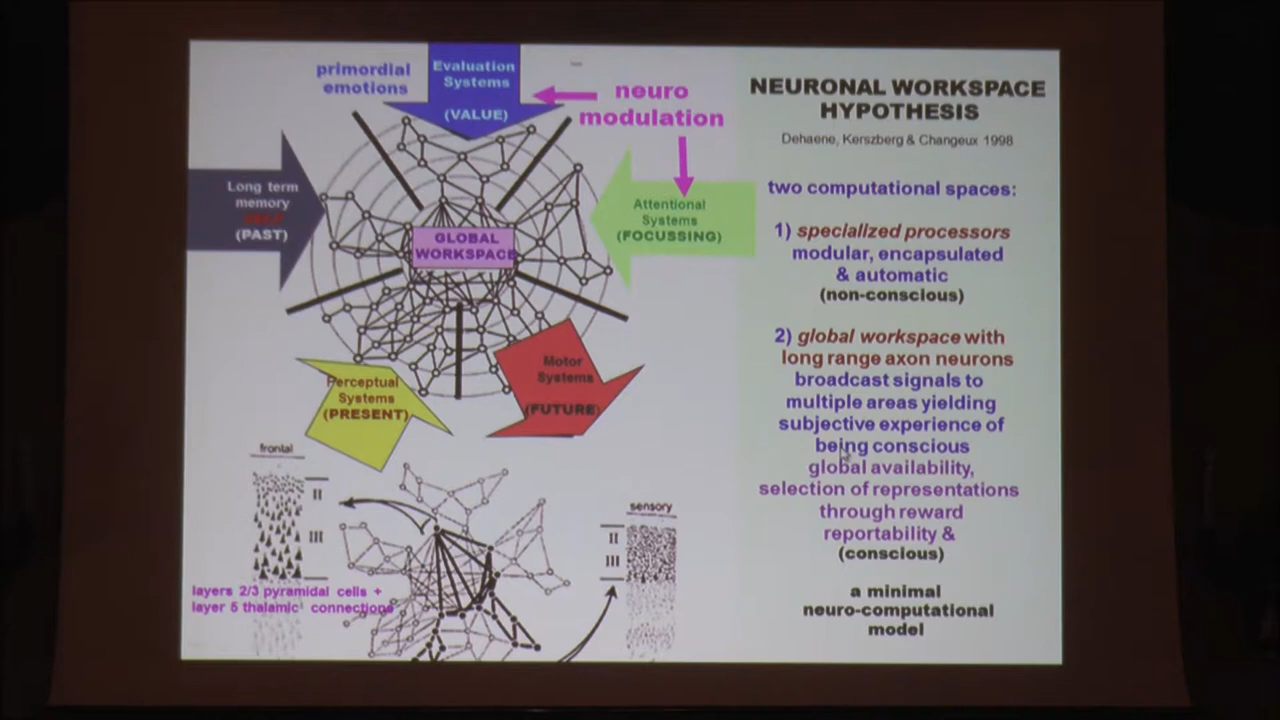 primordial
emotions
Evaluation
Systems
(VALUE)
neuro
modulation
Long term
memory
SELF
(PAST)
Attentional
Systems
(FOCUSSING)
GLOBAL
WORKSPACE
Perceptual
Systems
(PRESENT)
Motor
Systems
(FUTURE)
frontal
II
III
sensory
II
III
layers 2/3 pyramidal cells +
layer 5 thalamic connections
NEURONAL WORKSPACE
HYPOTHESIS
Dehaene, Kerszberg & Changeux 1998
two computational spaces:
1) specialized processors
modular, encapsulated
& automatic
(non-conscious)
2) global workspace with
long range axon neurons
broadcast signals to
multiple areas yielding
subjective experience of
being conscious
global availability,
selection of representations
through reward
reportability &
(conscious)
a minimal
neuro-computational
model